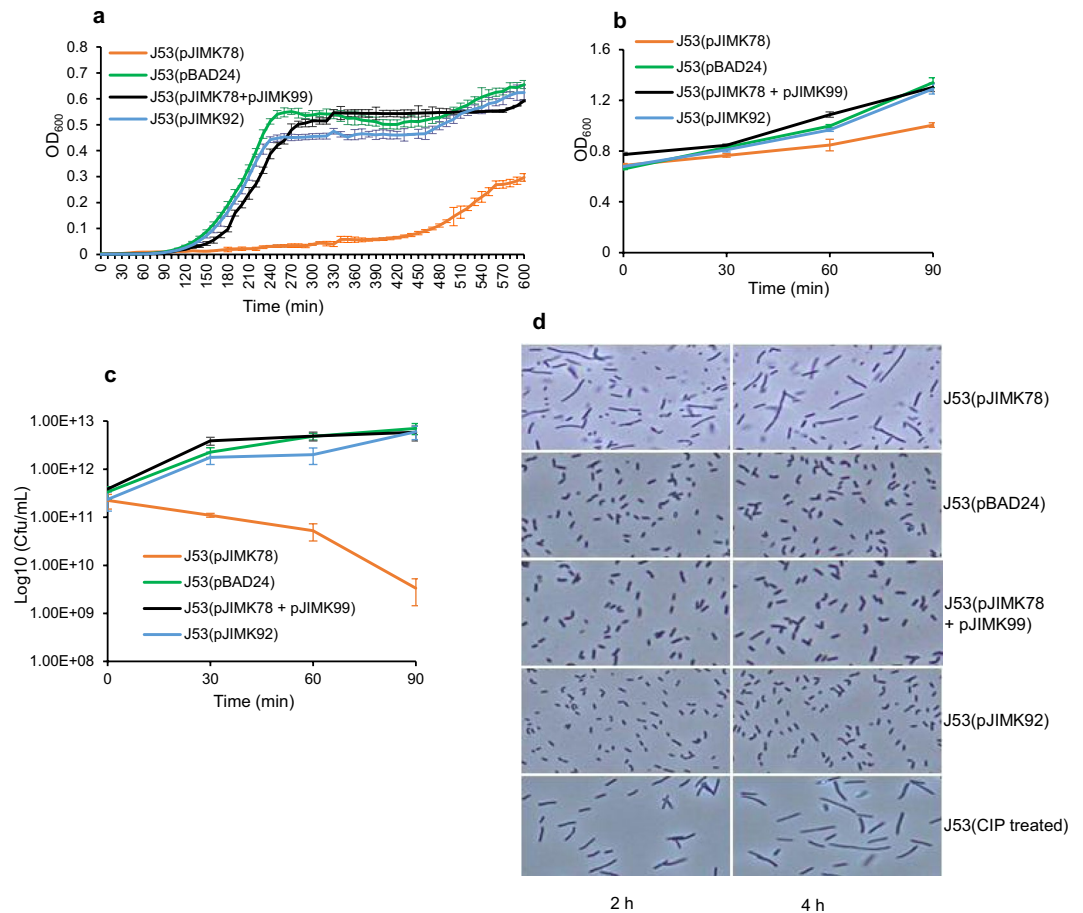 a
J53(pJIMK78)
J53(pBAD24)
J53(pJIMK78+pJIMK99)
J53(pJIMK92)
OD600
0.8
0.7
0.6
0.5
0.4
0.3
0.2
0.1
0
0 30 60 90 120 150 180 210 240 270 300 330 360 390 420 450 480 510 540 570 600
Time (min)
b
J53(pJIMK78)
J53(pBAD24)
J53(pJIMK78 + pJIMK99)
J53(pJIMK92)
OD600
1.6
1.2
0.8
0.4
0
0 30 60 90
Time (min)
c
Log10 (Cfu/mL)
1.00E+13
1.00E+12
1.00E+11
1.00E+10
1.00E+09
1.00E+08
J53(pJIMK78)
J53(pBAD24)
J53(pJIMK78 + pJIMK99)
J53(pJIMK92)
0 30 60 90
Time (min)
d
J53(pJIMK78)
J53(pBAD24)
J53(pJIMK78
+ pJIMK99)
J53(pJIMK92)
J53(CIP treated)
2 h 4 h